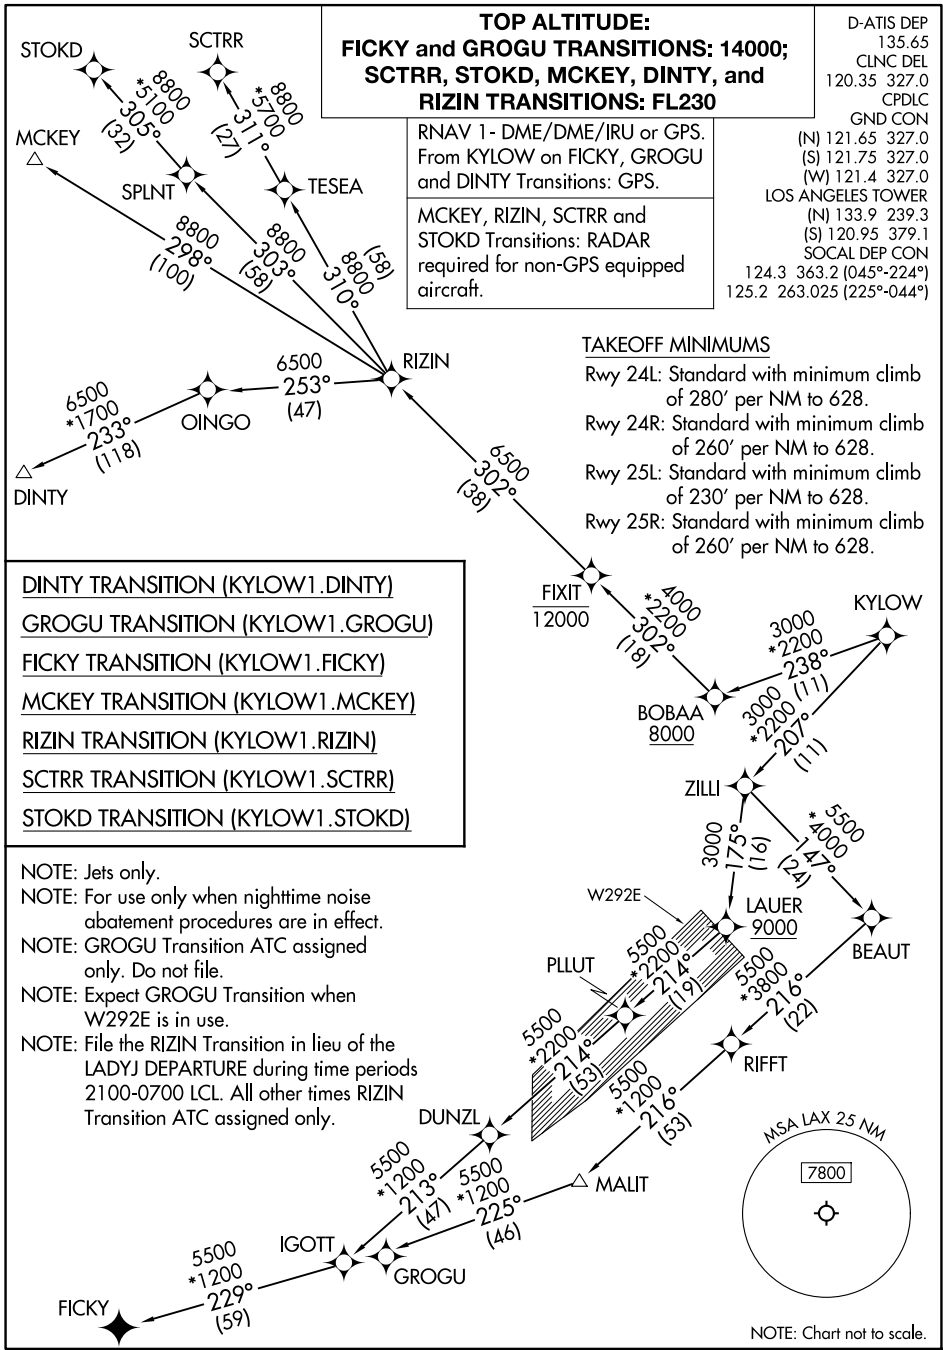 TOP ALTITUDE:
FICKY and GROGU TRANSITIONS: 14000;
SCTRR, STOKD, MCKEY, DINTY, and
RIZIN TRANSITIONS: FL230
RNAV 1- DME/DME/IRU or GPS.
From KYLOW on FICKY, GROGU
and DINTY Transitions: GPS.
MCKEY, RIZIN, SCTRR and
STOKD Transitions: RADAR
required for non-GPS equipped
aircraft.
D-ATIS DEP
135.65
CLNC DEL
120.35 327.0
CPDLC
GND CON
(N) 121.65 327.0
(S) 121.75 327.0
(W) 121.4 327.0
LOS ANGELES TOWER
(N) 133.9 239.3
(S) 120.95 379.1
SOCAL DEP CON
124.3 363.2 (045°-224°)
125.2 263.025 (225°-044°)
STOKD
SCTRR
MCKEY
8800
*5100
305°
(32)
8800
*5700
311°
(27)
SPLNT
TESEA
8800
298°
(100)
8800
303°
(58)
8800
310°
(58)
RIZIN
6500
253°
(47)
OINGO
6500
*1700
233°
(118)
DINTY
6500
302°
(38)
TAKEOFF MINIMUMS
Rwy 24L: Standard with minimum climb
of 280' per NM to 628.
Rwy 24R: Standard with minimum climb
of 260' per NM to 628.
Rwy 25L: Standard with minimum climb
of 230' per NM to 628.
Rwy 25R: Standard with minimum climb
of 260' per NM to 628.
FIXIT
12000
4000
*2200
302°
(18)
KYLOW
3000
*2200
238°
(11)
BOBAA
8000
3000
*2200
207°
(11)
ZILLI
DINTY TRANSITION (KYLOW1.DINTY)
GROGU TRANSITION (KYLOW1.GROGU)
FICKY TRANSITION (KYLOW1.FICKY)
MCKEY TRANSITION (KYLOW1.MCKEY)
RIZIN TRANSITION (KYLOW1.RIZIN)
SCTRR TRANSITION (KYLOW1.SCTRR)
STOKD TRANSITION (KYLOW1.STOKD)
3000
175°
(16)
5500
*4000
147°
(24)
NOTE: Jets only.
NOTE: For use only when nighttime noise
abatement procedures are in effect.
NOTE: GROGU Transition ATC assigned
only. Do not file.
NOTE: Expect GROGU Transition when
W292E is in use.
NOTE: File the RIZIN Transition in lieu of the
LADYJ DEPARTURE during time periods
2100-0700 LCL. All other times RIZIN
Transition ATC assigned only.
W292E
LAUER
9000
BEAUT
PLLUT
5500
*2200
214°
(19)
5500
*3800
216°
(22)
5500
*2200
214°
(53)
RIFFT
5500
*1200
216°
(53)
DUNZL
MALIT
5500
*1200
213°
(47)
5500
*1200
225°
(46)
IGOTT
GROGU
5500
*1200
229°
(59)
FICKY
MSA LAX 25 NM
7800
NOTE: Chart not to scale.